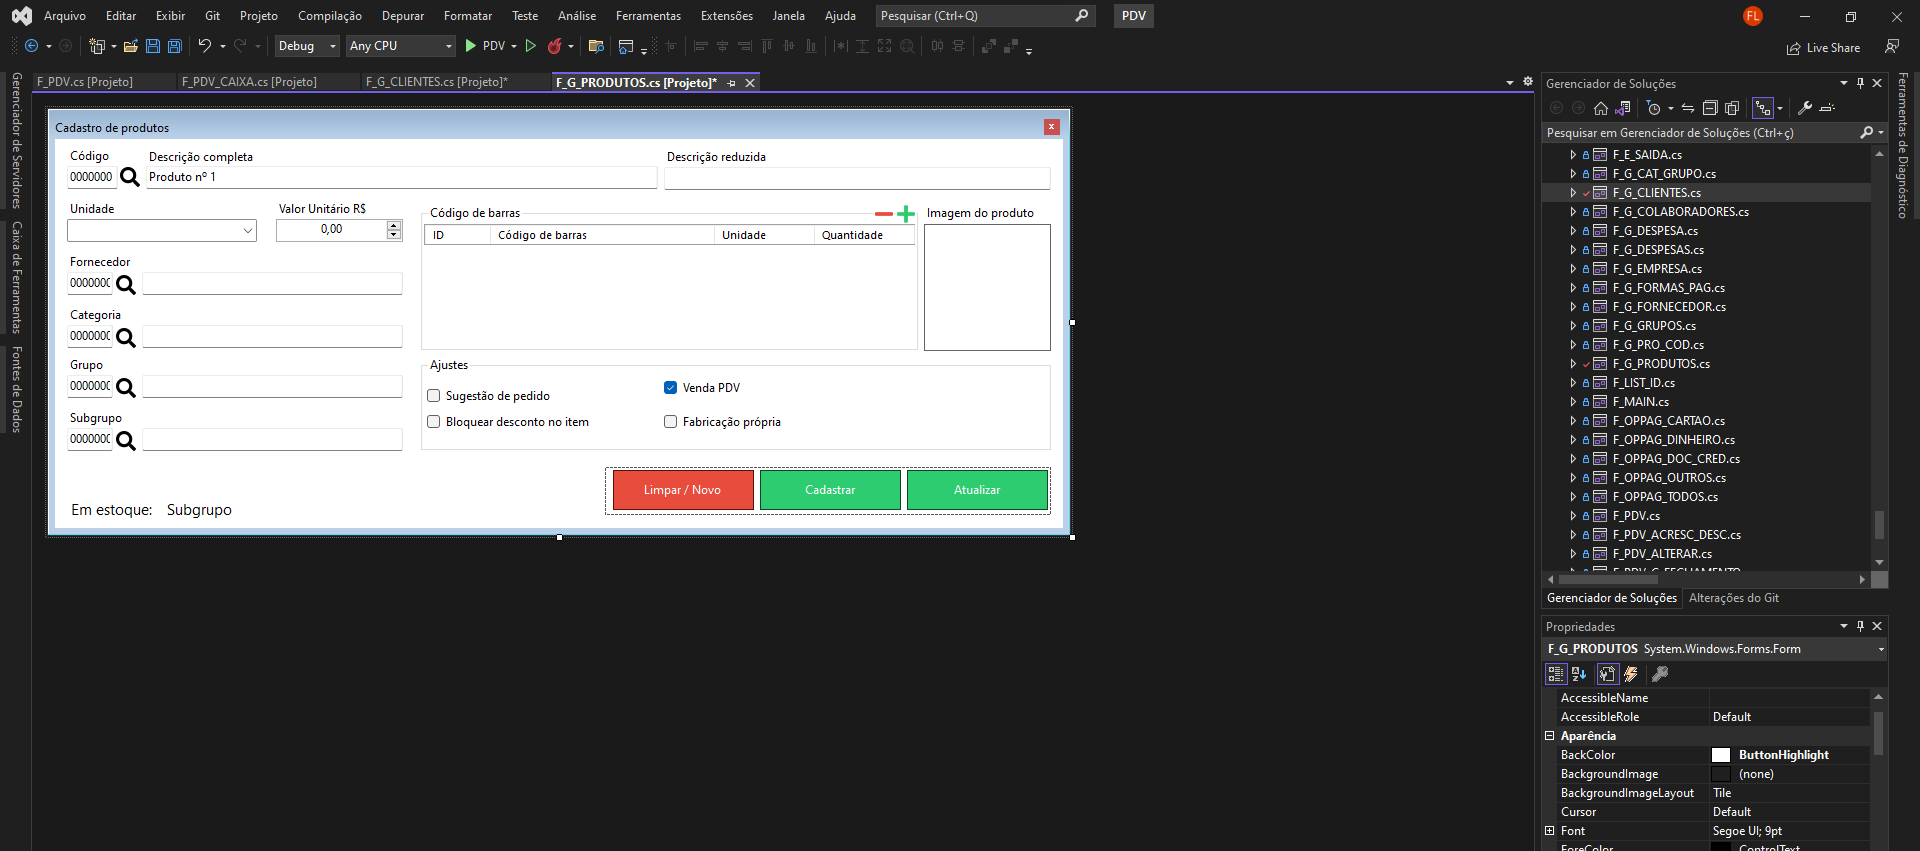 Arquivo Editar Exibir Git Projeto Compilação Depurar Formatar Teste Análise Ferramentas Extensões Janela Ajuda Pesquisar (Ctrl+Q) PDV FL
Debug Any CPU PDV Live Share
Gerenciador de Servidores
Caixa de Ferramentas
Fontes de Dados
F_PDV.cs [Projeto] F_PDV_CAIXA.cs [Projeto] F_G_CLIENTES.cs [Projeto]* F_G_PRODUTOS.cs [Projeto]*
Cadastro de produtos x
Código Descrição completa Descrição reduzida
0000000 Produto nº 1
Unidade Valor Unitário R$ Código de barras Imagem do produto
0,00
ID Código de barras Unidade Quantidade
Fornecedor
000000
Categoria
000000
Grupo
000000
Subgrupo
000000
Ajustes
Sugestão de pedido Venda PDV
Bloquear desconto no item Fabricação própria
Limpar / Novo Cadastrar Atualizar
Em estoque: Subgrupo
Gerenciador de Soluções
Pesquisar em Gerenciador de Soluções (Ctrl+ç)
F_E_SAIDA.cs
F_G_CAT_GRUPO.cs
F_G_CLIENTES.cs
F_G_COLABORADORES.cs
F_G_DESPESA.cs
F_G_DESPESAS.cs
F_G_EMPRESA.cs
F_G_FORMAS_PAG.cs
F_G_FORNECEDOR.cs
F_G_GRUPOS.cs
F_G_PRO_COD.cs
F_G_PRODUTOS.cs
F_LIST_ID.cs
F_MAIN.cs
F_OPPAG_CARTAO.cs
F_OPPAG_DINHEIRO.cs
F_OPPAG_DOC_CRED.cs
F_OPPAG_OUTROS.cs
F_OPPAG_TODOS.cs
F_PDV.cs
F_PDV_ACRESC_DESC.cs
F_PDV_ALTERAR.cs
Gerenciador de Soluções Alterações do Git
Propriedades
F_G_PRODUTOS System.Windows.Forms.Form
AccessibleName
AccessibleRole Default
Aparência
BackColor ButtonHighlight
BackgroundImage (none)
BackgroundImageLayout Tile
Cursor Default
Font Segoe UI; 9pt
ForeColor ControlText
Ferramentas de Diagnóstico